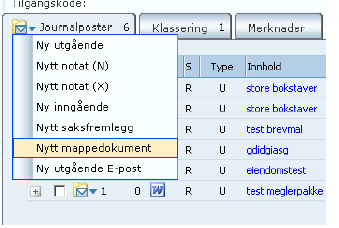 Tilgangskode:
Journalposter 6 Klassering 1 Merknader
Ny utgående
Nytt notat (N) S Type Innhold
Nytt notat (X) R U store bokstaver
Ny inngående R U store bokstaver
Nytt saksfremlegg R U test brevmal
Nytt mappedokument R U gdidgiasg
Ny utgående E-post R U eiendomstest
1 0 W R U test meglerpakke